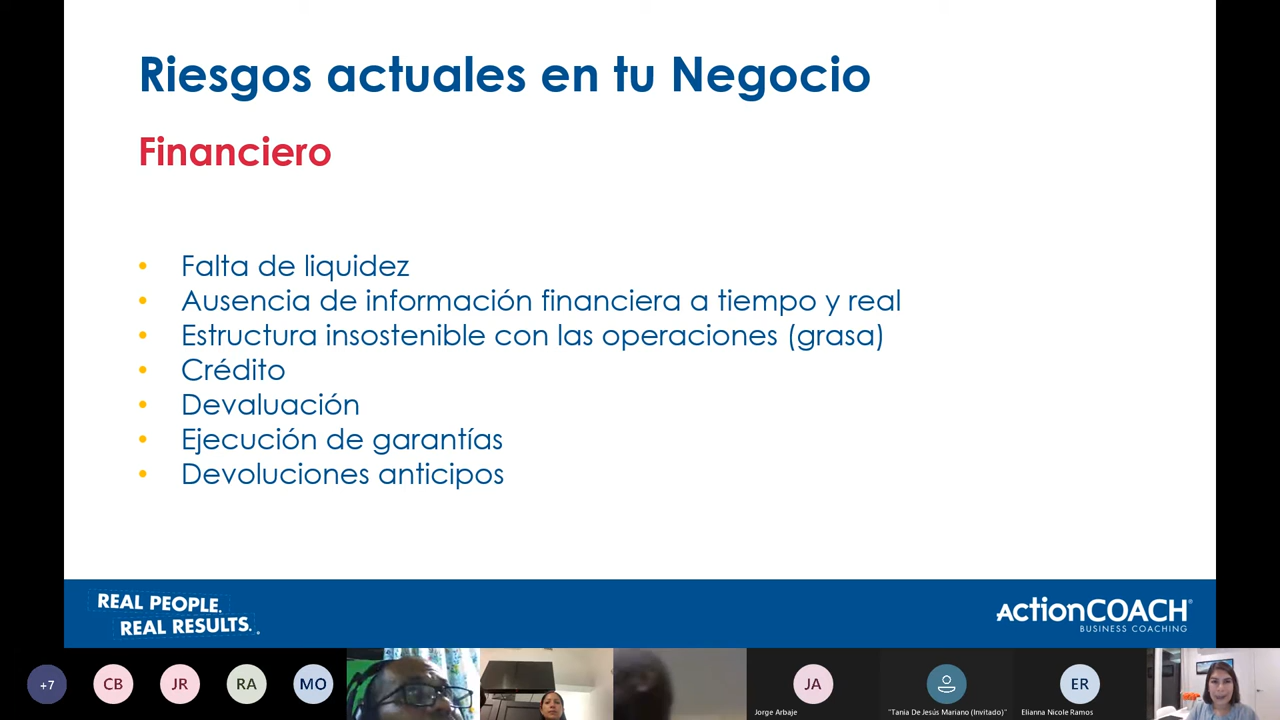 Riesgos actuales en tu Negocio
Financiero
• Falta de liquidez
• Ausencia de información financiera a tiempo y real
• Estructura insostenible con las operaciones (grasa)
• Crédito
• Devaluación
• Ejecución de garantías
• Devoluciones anticipos
REAL PEOPLE.
REAL RESULTS.
ActionCOACH®
BUSINESS COACHING
+7
CB
JR
RA
MO
JA
ER
Jorge Arbaje
"Tania De Jesús Mariano (Invitado)"
Elianna Nicole Ramos